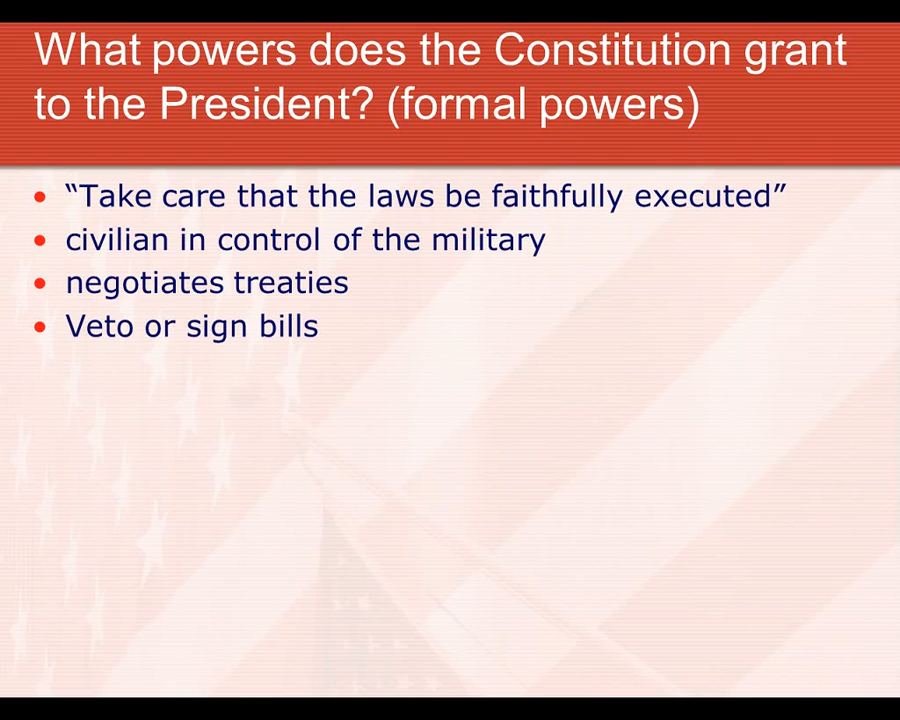 What powers does the Constitution grant
to the President? (formal powers)
• “Take care that the laws be faithfully executed”
• civilian in control of the military
• negotiates treaties
• Veto or sign bills